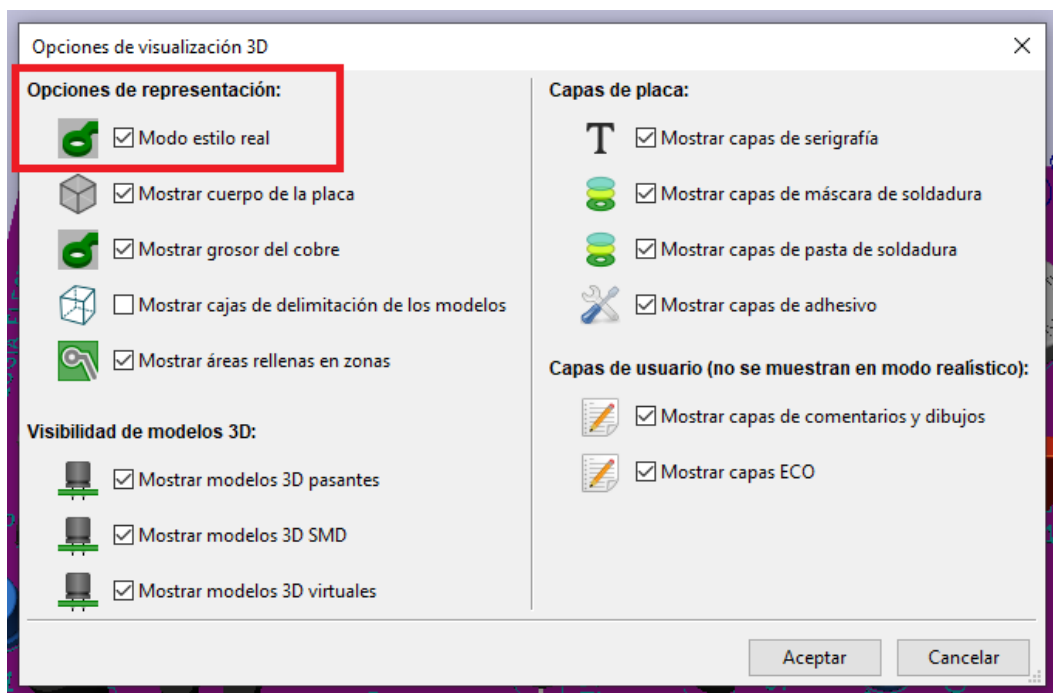 Opciones de visualización 3D
Opciones de representación:
Modo estilo real
Mostrar cuerpo de la placa
Mostrar grosor del cobre
Mostrar cajas de delimitación de los modelos
Mostrar áreas rellenas en zonas
Visibilidad de modelos 3D:
Mostrar modelos 3D pasantes
Mostrar modelos 3D SMD
Mostrar modelos 3D virtuales
Capas de placa:
T Mostrar capas de serigrafía
Mostrar capas de máscara de soldadura
Mostrar capas de pasta de soldadura
Mostrar capas de adhesivo
Capas de usuario (no se muestran en modo realístico):
Mostrar capas de comentarios y dibujos
Mostrar capas ECO
Aceptar
Cancelar